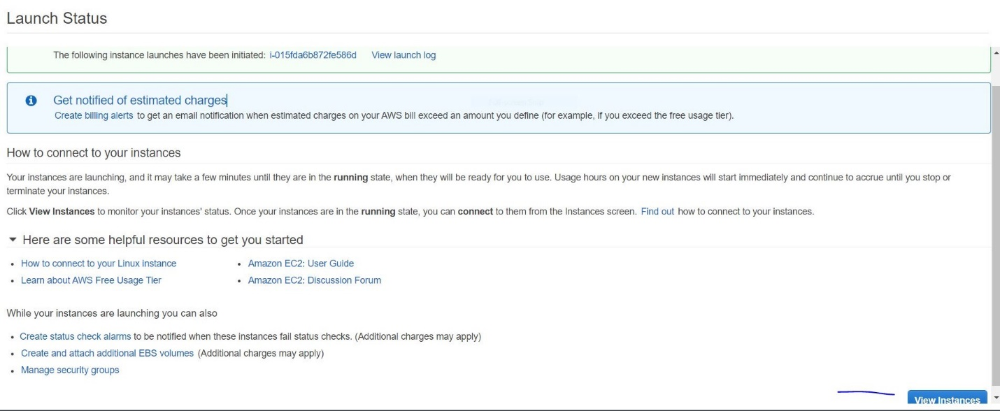 Launch Status
The following instance launches have been initiated: i-015fda6b872fe586d View launch log
Get notified of estimated charges
Create billing alerts to get an email notification when estimated charges on your AWS bill exceed an amount you define (for example, if you exceed the free usage tier).
How to connect to your instances
Your instances are launching, and it may take a few minutes until they are in the running state, when they will be ready for you to use. Usage hours on your new instances will start immediately and continue to accrue until you stop or
terminate your instances.
Click View Instances to monitor your instances' status. Once your instances are in the running state, you can connect to them from the Instances screen. Find out how to connect to your instances.
Here are some helpful resources to get you started
• How to connect to your Linux instance • Amazon EC2: User Guide
• Learn about AWS Free Usage Tier • Amazon EC2: Discussion Forum
While your instances are launching you can also
• Create status check alarms to be notified when these instances fail status checks. (Additional charges may apply)
• Create and attach additional EBS volumes (Additional charges may apply)
• Manage security groups
View Instances